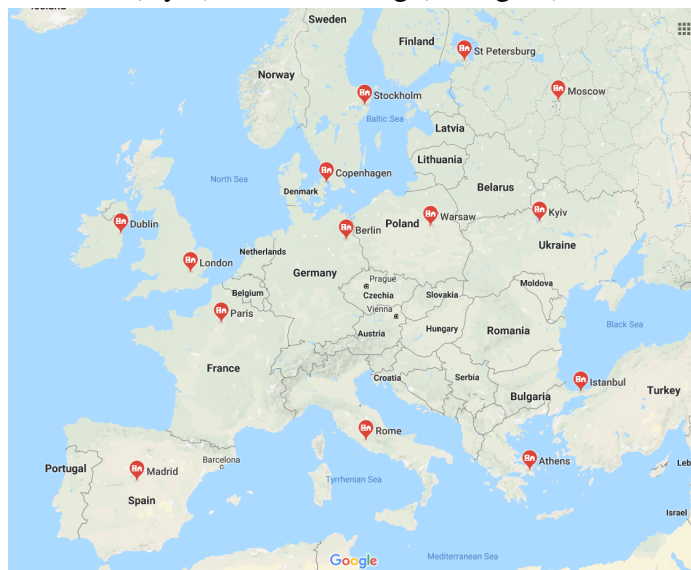 Sweden
Finland
St Petersburg
Norway
Stockholm
Moscow
Baltic Sea
Latvia
Lithuania
North Sea
Copenhagen
Denmark
Belarus
Dublin
Berlin
Poland
Warsaw
Kyiv
London
Netherlands
Ukraine
Germany
Belgium
Prague
Czechia
Slovakia
Moldova
Paris
Vienna
Austria
Hungary
Romania
Black Sea
France
Croatia
Serbia
Istanbul
Bulgaria
Turkey
Rome
Portugal
Madrid
Barcelona
Athens
Leb
Spain
Tyrrhenian Sea
Israel
Google
Mediterranean Sea